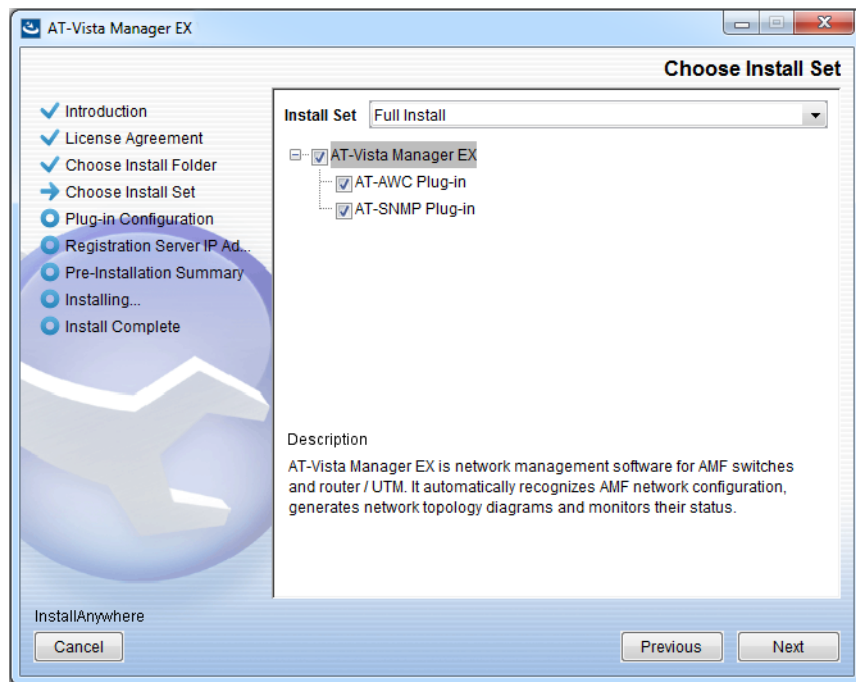 AT-Vista Manager EX
Choose Install Set
Introduction
License Agreement
Choose Install Folder
Choose Install Set
Plug-in Configuration
Registration Server IP Ad...
Pre-Installation Summary
Installing...
Install Complete
Install Set Full Install
AT-Vista Manager EX
AT-AWC Plug-in
AT-SNMP Plug-in
Description
AT-Vista Manager EX is network management software for AMF switches
and router / UTM. It automatically recognizes AMF network configuration,
generates network topology diagrams and monitors their status.
InstallAnywhere
Cancel
Previous
Next